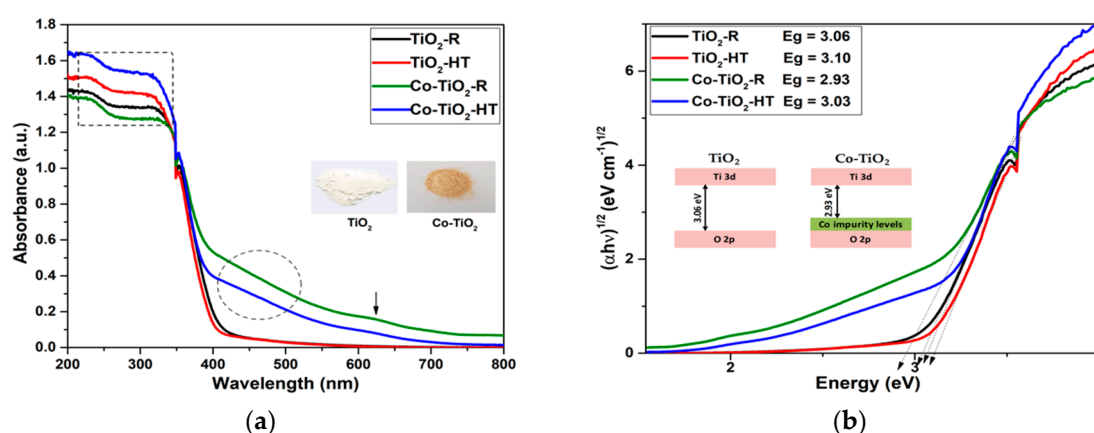 1.8
1.6
1.4
1.2
1.0
0.8
0.6
0.4
0.2
0.0
Absorbance (a.u.)
TiO₂-R
TiO₂-HT
Co-TiO₂-R
Co-TiO₂-HT
TiO₂
Co-TiO₂
200 300 400 500 600 700 800
Wavelength (nm)
(a)
6
4
2
0
(αhν)^1/2 (eV cm⁻¹)^1/2
TiO₂-R Eg = 3.06
TiO₂-HT Eg = 3.10
Co-TiO₂-R Eg = 2.93
Co-TiO₂-HT Eg = 3.03
TiO₂
Ti 3d
3.06 eV
O 2p
Co-TiO₂
Ti 3d
2.93 eV
Co impurity levels
O 2p
2 3
Energy (eV)
(b)